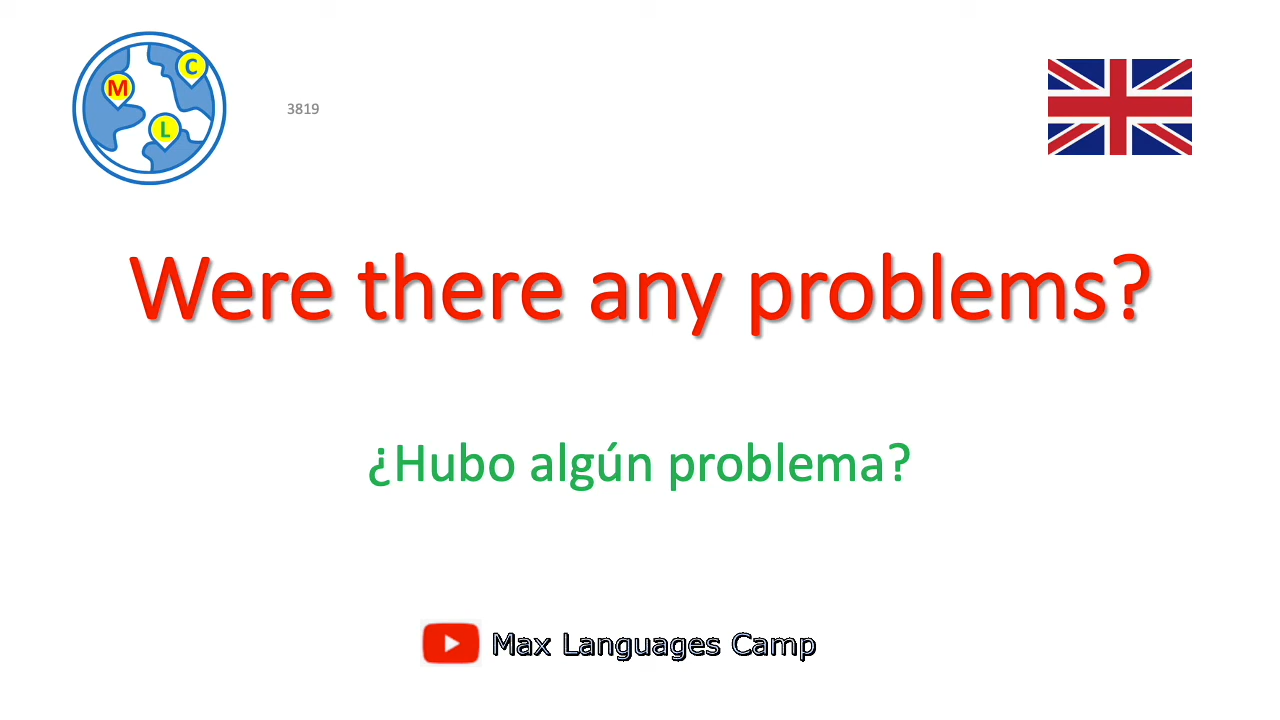 M
C
L
3819
Were there any problems?
¿Hubo algún problema?
Max Languages Camp